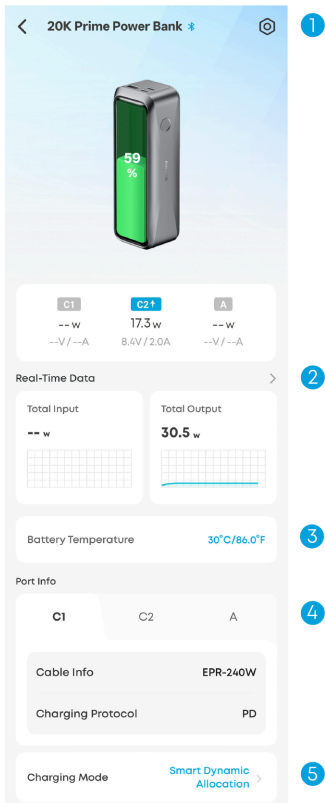 20K Prime Power Bank
1
59
%
C1 C2↑ A
-- w 17.3 w -- w
--V/--A 8.4V/2.0A --V/--A
Real-Time Data
2
Total Input Total Output
-- w 30.5 w
Battery Temperature 30°C/86.0°F
3
Port Info
C1 C2 A
4
Cable Info EPR-240W
Charging Protocol PD
Charging Mode Smart Dynamic
Allocation
5